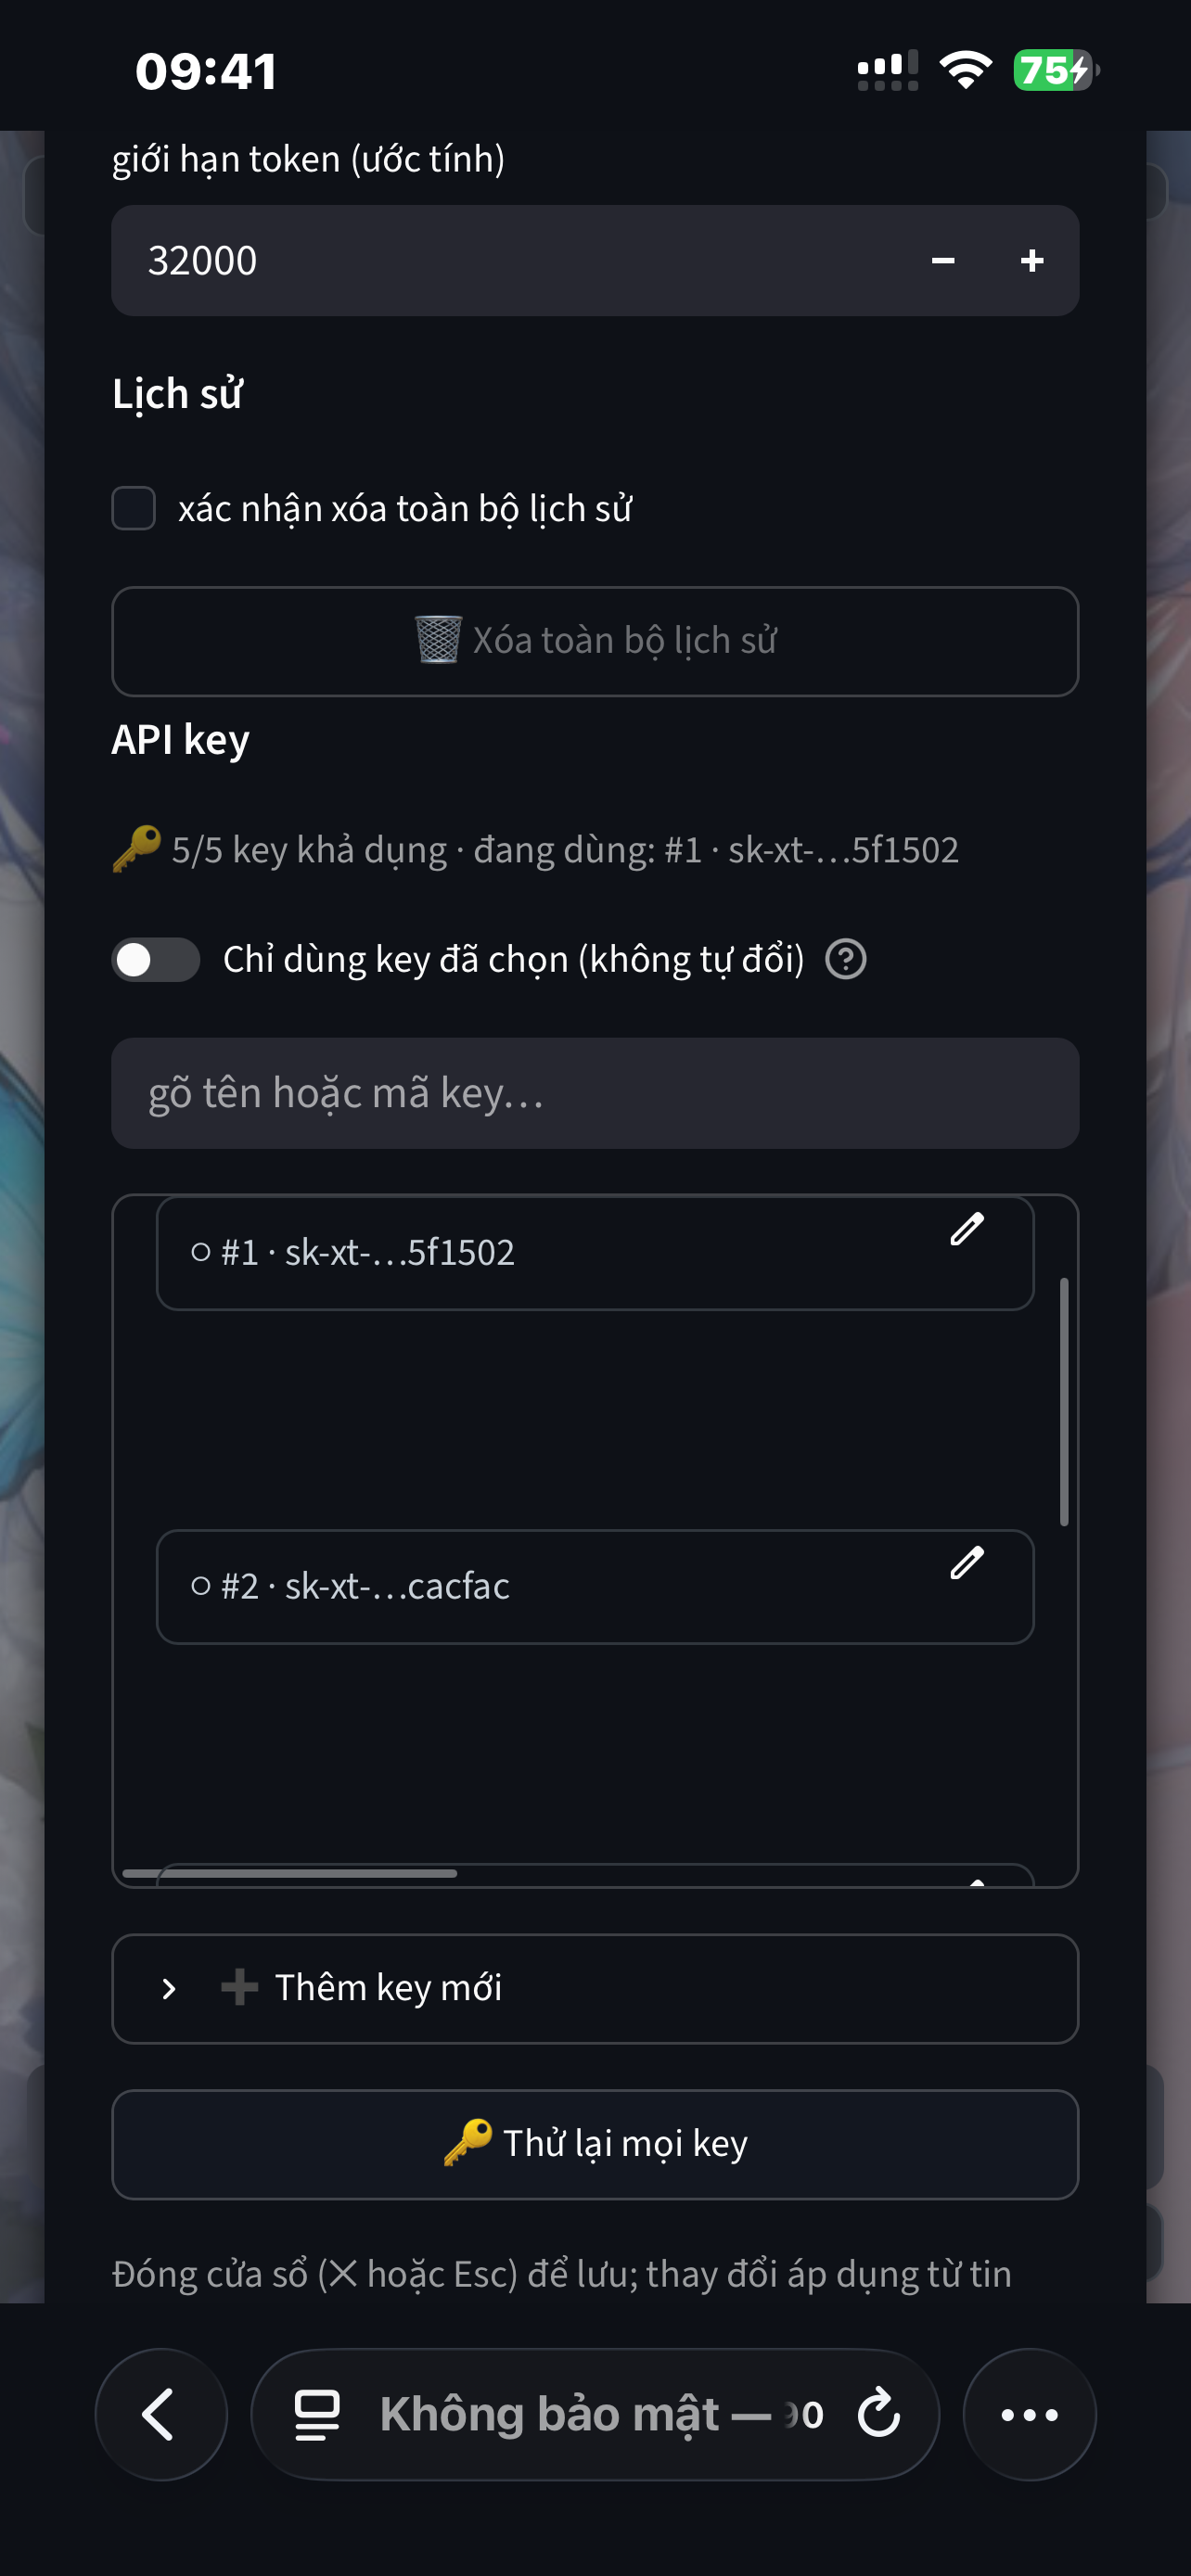 09:41
75
giới hạn token (ước tính)
32000
Lịch sử
xác nhận xóa toàn bộ lịch sử
Xóa toàn bộ lịch sử
API key
5/5 key khả dụng · đang dùng: #1 · sk-xt-…5f1502
Chỉ dùng key đã chọn (không tự đổi)
gõ tên hoặc mã key…
#1 · sk-xt-…5f1502
#2 · sk-xt-…cacfac
Thêm key mới
Thử lại mọi key
Đóng cửa sổ (✕ hoặc Esc) để lưu; thay đổi áp dụng từ tin
Không bảo mật —